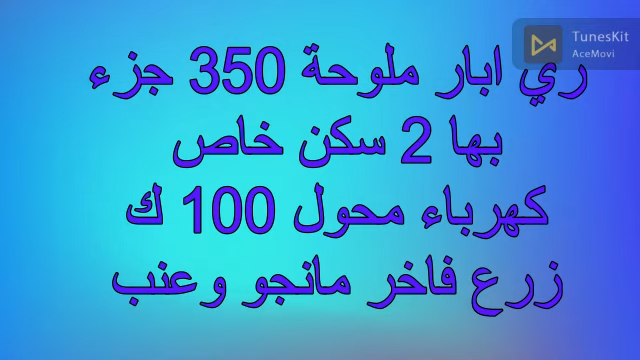 TunesKit
AceMovi
ري ابار ملوحة 350 جزء
بها 2 سكن خاص
كهرباء محول 100 ك
زرع فاخر مانجو وعنب